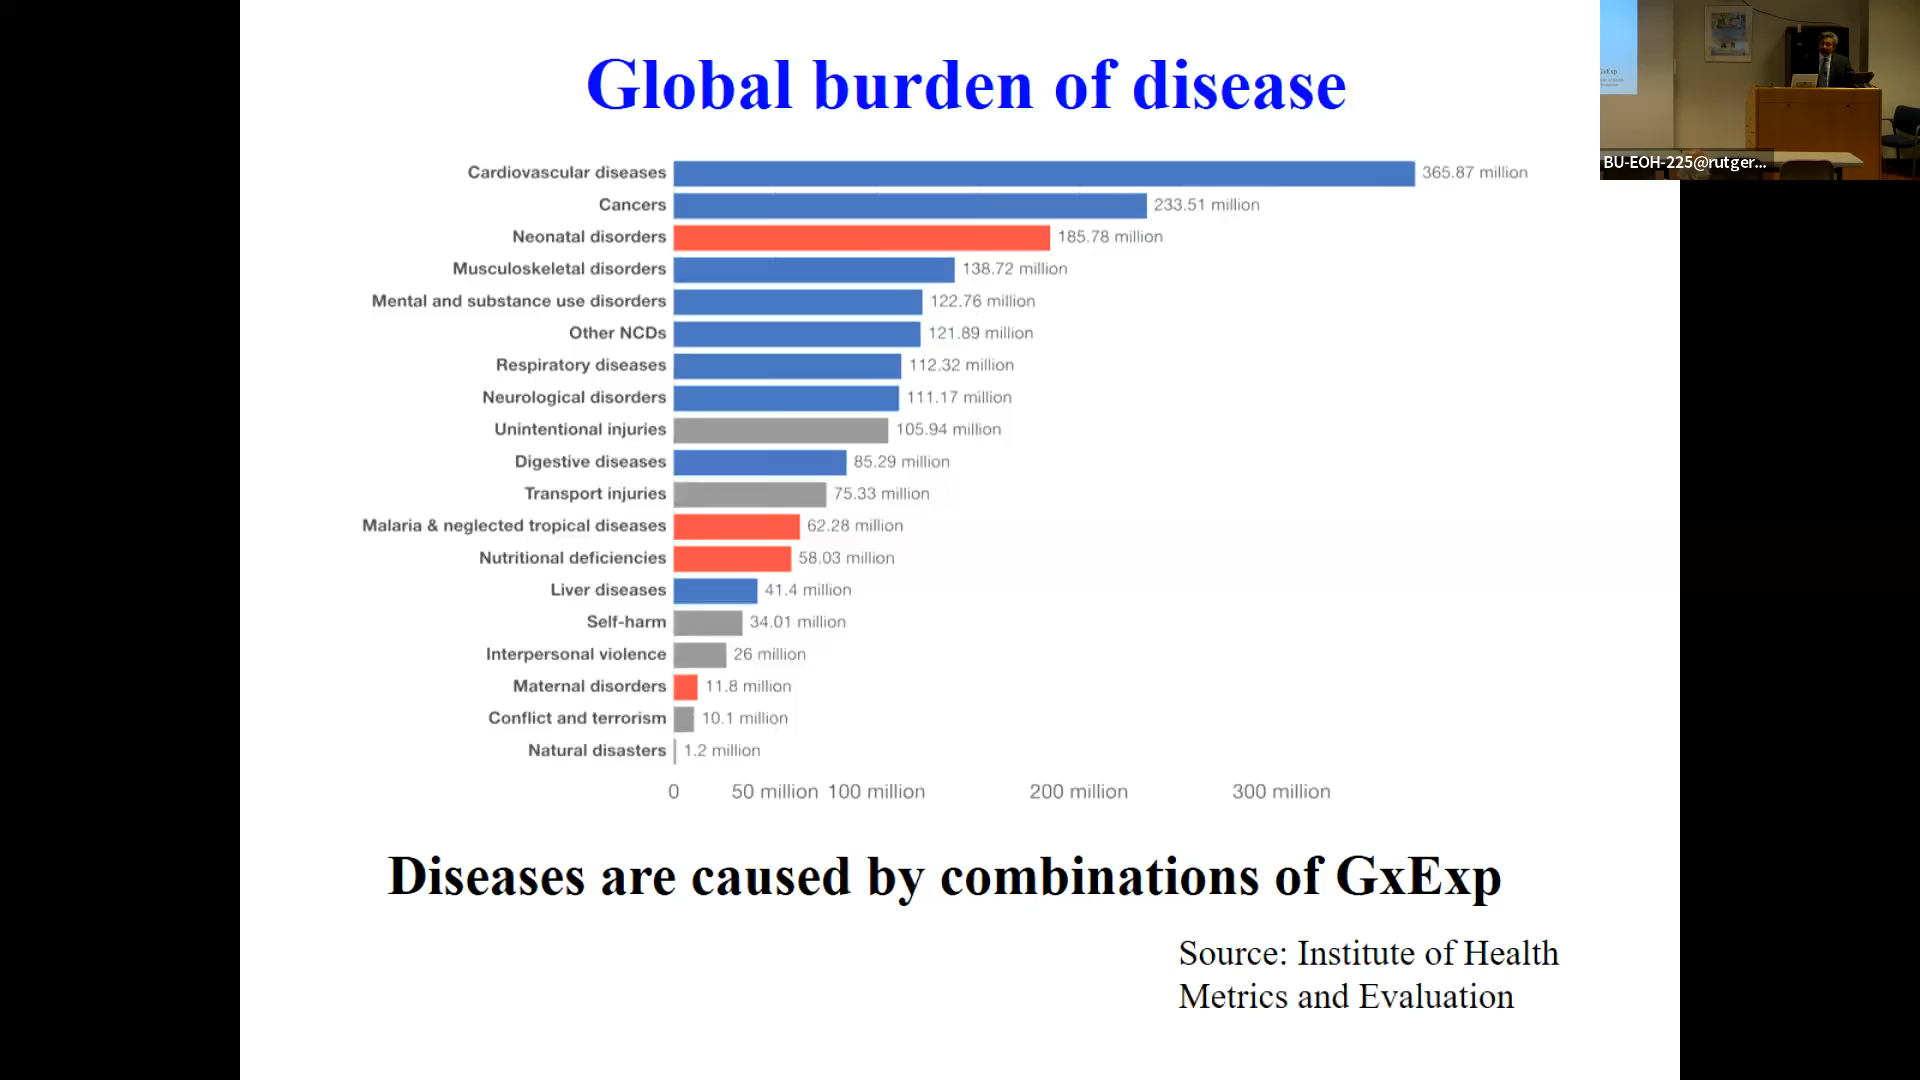 Global burden of disease
Cardiovascular diseases 365.87 million
Cancers 233.51 million
Neonatal disorders 185.78 million
Musculoskeletal disorders 138.72 million
Mental and substance use disorders 122.76 million
Other NCDs 121.89 million
Respiratory diseases 112.32 million
Neurological disorders 111.17 million
Unintentional injuries 105.94 million
Digestive diseases 85.29 million
Transport injuries 75.33 million
Malaria & neglected tropical diseases 62.28 million
Nutritional deficiencies 58.03 million
Liver diseases 41.4 million
Self-harm 34.01 million
Interpersonal violence 26 million
Maternal disorders 11.8 million
Conflict and terrorism 10.1 million
Natural disasters 1.2 million
0 50 million 100 million 200 million 300 million
Diseases are caused by combinations of GxExp
Source: Institute of Health
Metrics and Evaluation
BU-EOH-225@rutger...